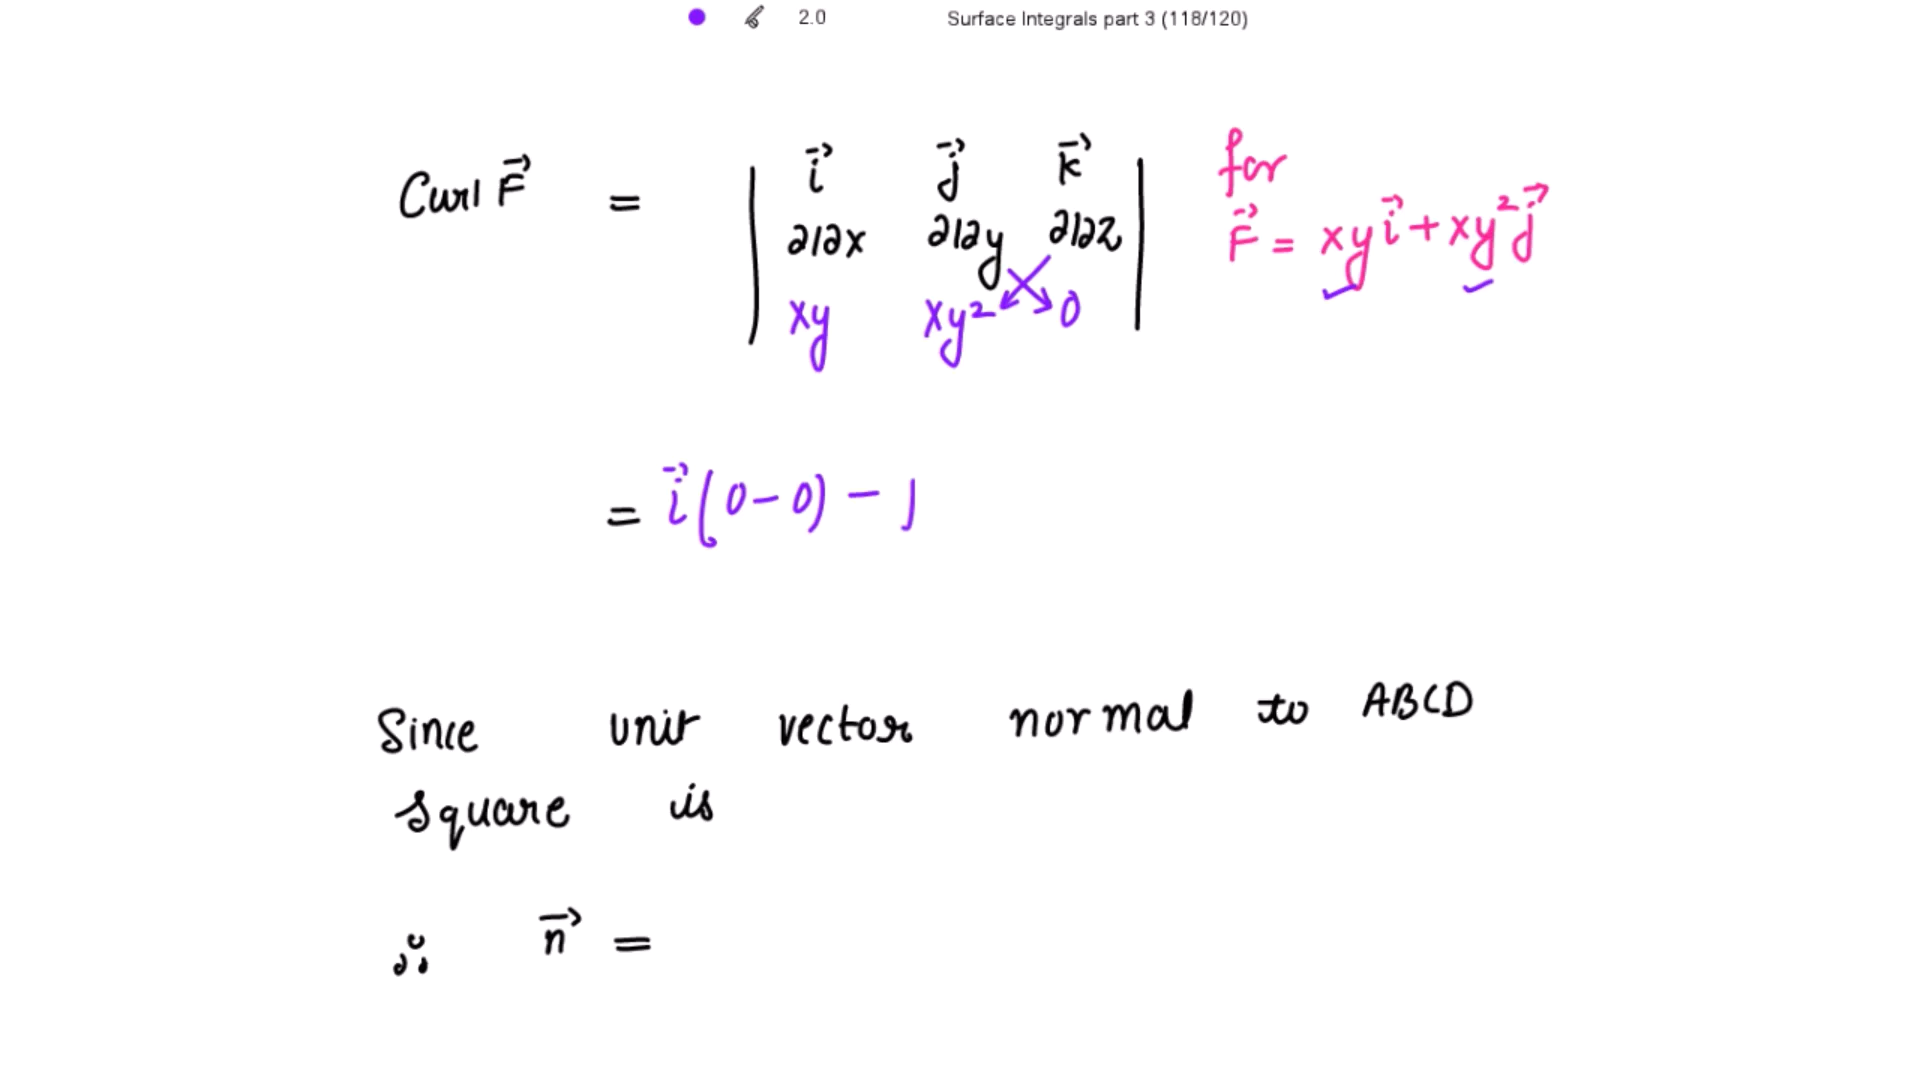 2.0 Surface Integrals part 3 (118/120)
Curl F⃗ = | i⃗ j⃗ k⃗ | for
∂/∂x ∂/∂y ∂/∂z F⃗ = xy i⃗ + xy² j⃗
xy xy² 0
= i⃗ (0-0) - j
Since unit vector normal to ABCD
square is
∴ n⃗ =